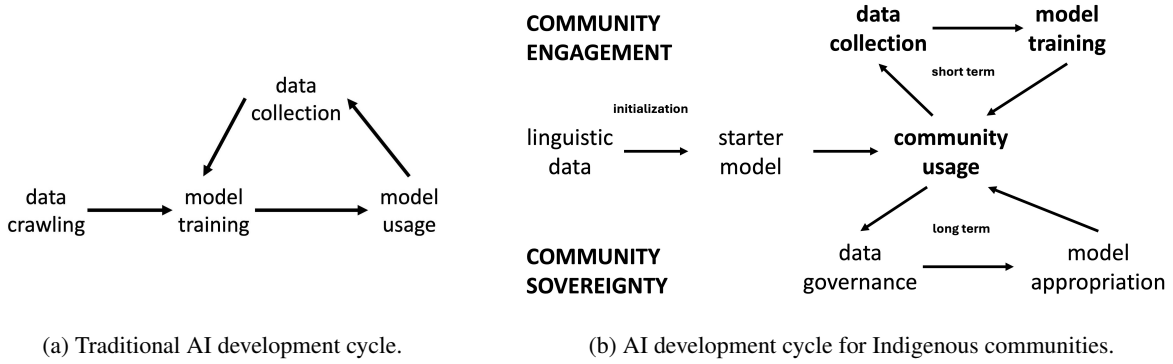 data
collection
data
crawling
model
training
model
usage
(a) Traditional AI development cycle.
COMMUNITY
ENGAGEMENT
data
collection
model
training
short term
initialization
linguistic
data
starter
model
community
usage
long term
COMMUNITY
SOVEREIGNTY
data
governance
model
appropriation
(b) AI development cycle for Indigenous communities.